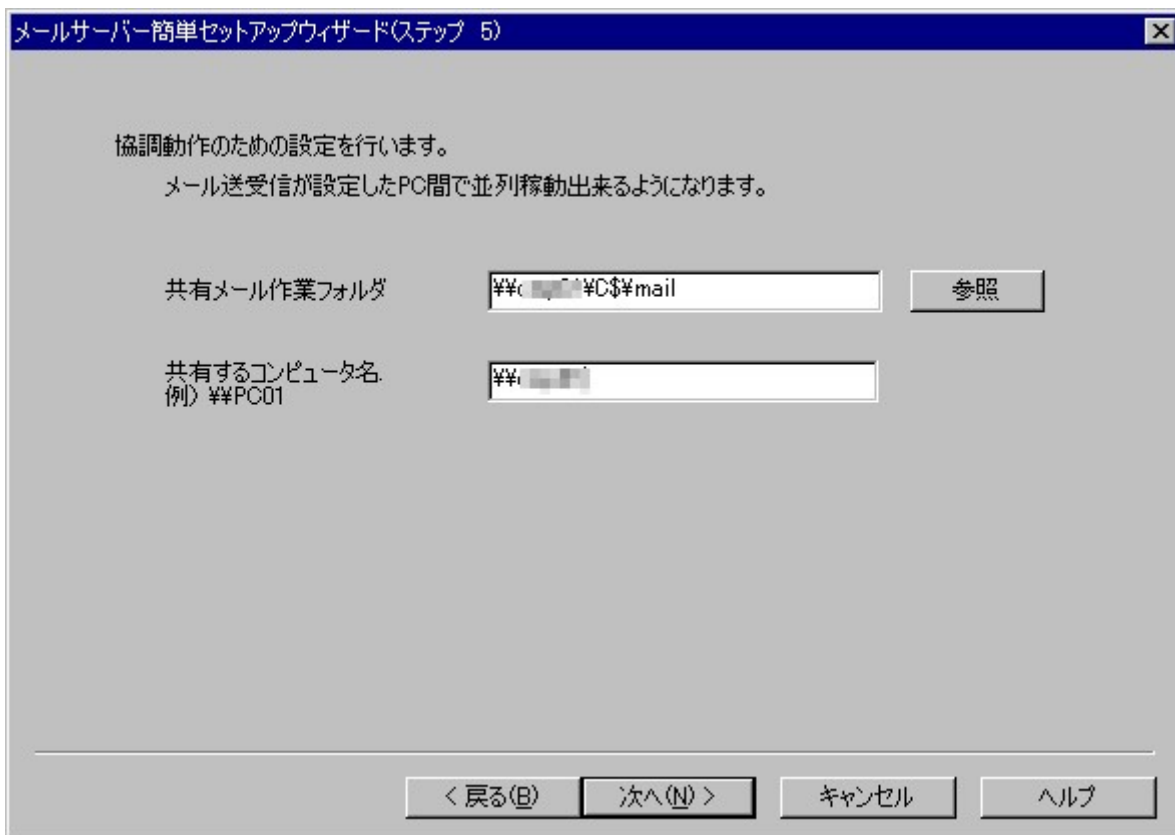 メールサーバー簡単セットアップウィザード(ステップ 5)
協調動作のための設定を行います。
メール送受信が設定したPC間で並列稼動出来るようになります。
共有メール作業フォルダ
¥¥ ¥C$¥mail
参照
共有するコンピュータ名.
例) ¥¥PC01
¥¥
< 戻る(B)
次へ(N) >
キャンセル
ヘルプ